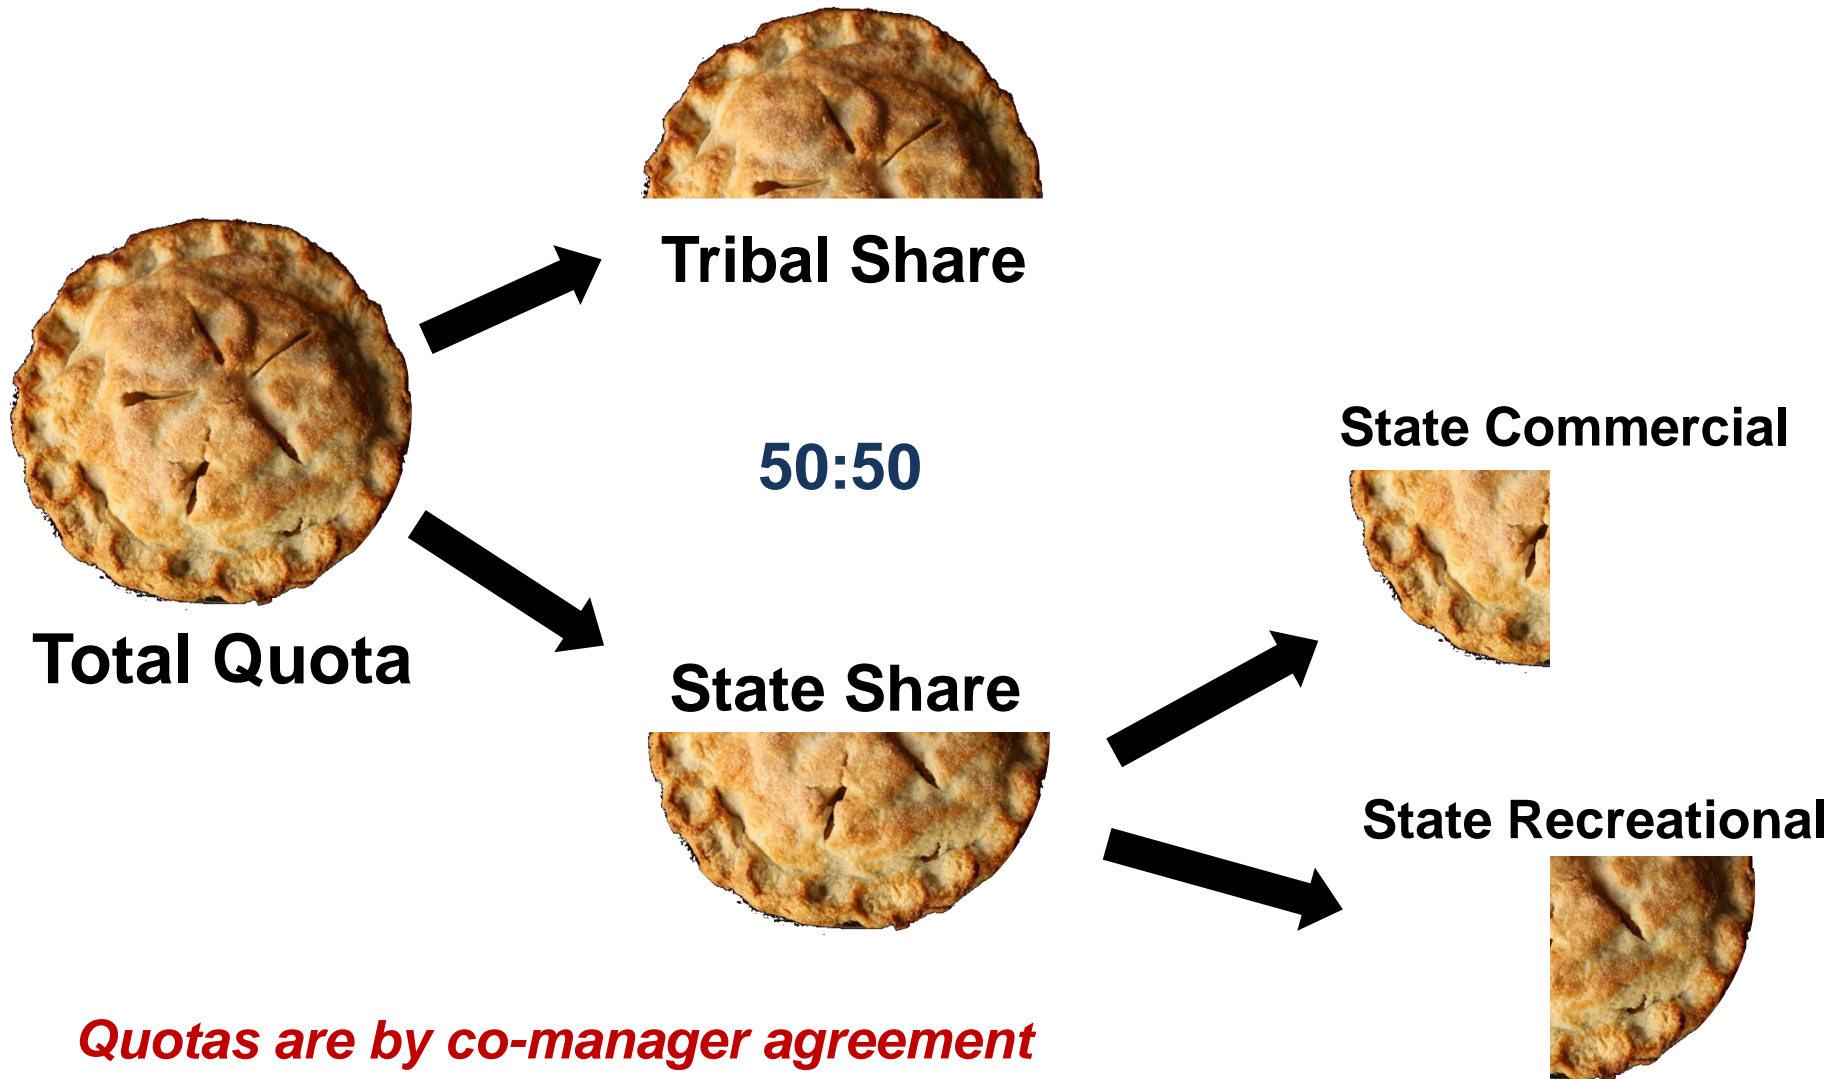 Tribal Share
50:50
State Commercial
Total Quota
State Share
State Recreational
Quotas are by co-manager agreement